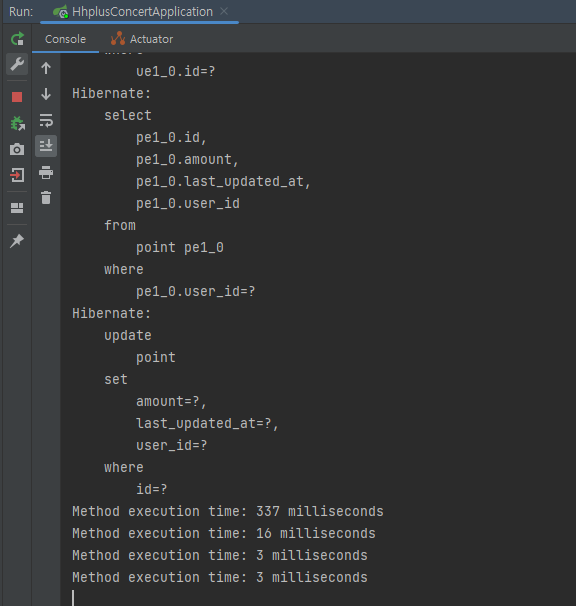 Run: HhplusConcertApplication
Console Actuator
where
ue1_0.id=?
Hibernate:
select
pe1_0.id,
pe1_0.amount,
pe1_0.last_updated_at,
pe1_0.user_id
from
point pe1_0
where
pe1_0.user_id=?
Hibernate:
update
point
set
amount=?,
last_updated_at=?,
user_id=?
where
id=?
Method execution time: 337 milliseconds
Method execution time: 16 milliseconds
Method execution time: 3 milliseconds
Method execution time: 3 milliseconds